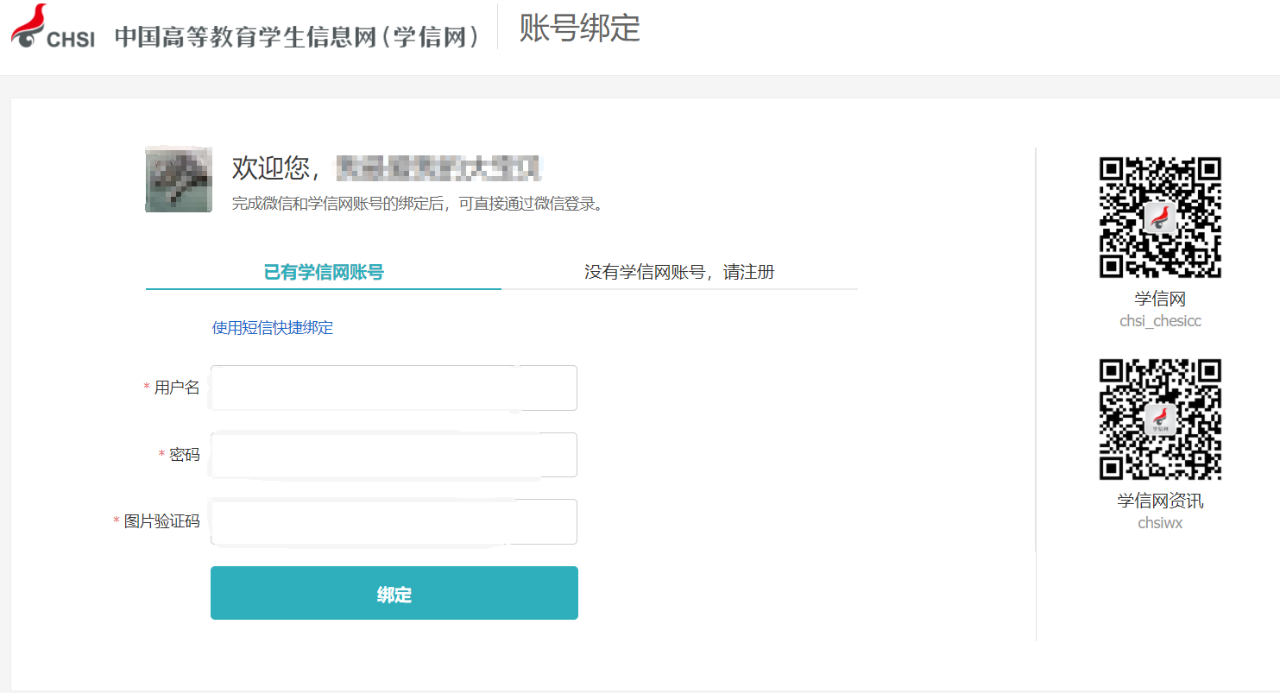 CHSI 中国高等教育学生信息网(学信网) 账号绑定
欢迎您，
完成微信和学信网账号的绑定后，可直接通过微信登录。
已有学信网账号 没有学信网账号，请注册
使用短信快捷绑定
* 用户名
* 密码
* 图片验证码
绑定
学信网
chsi_chesicc
学信网
学信网资讯
chsiwx